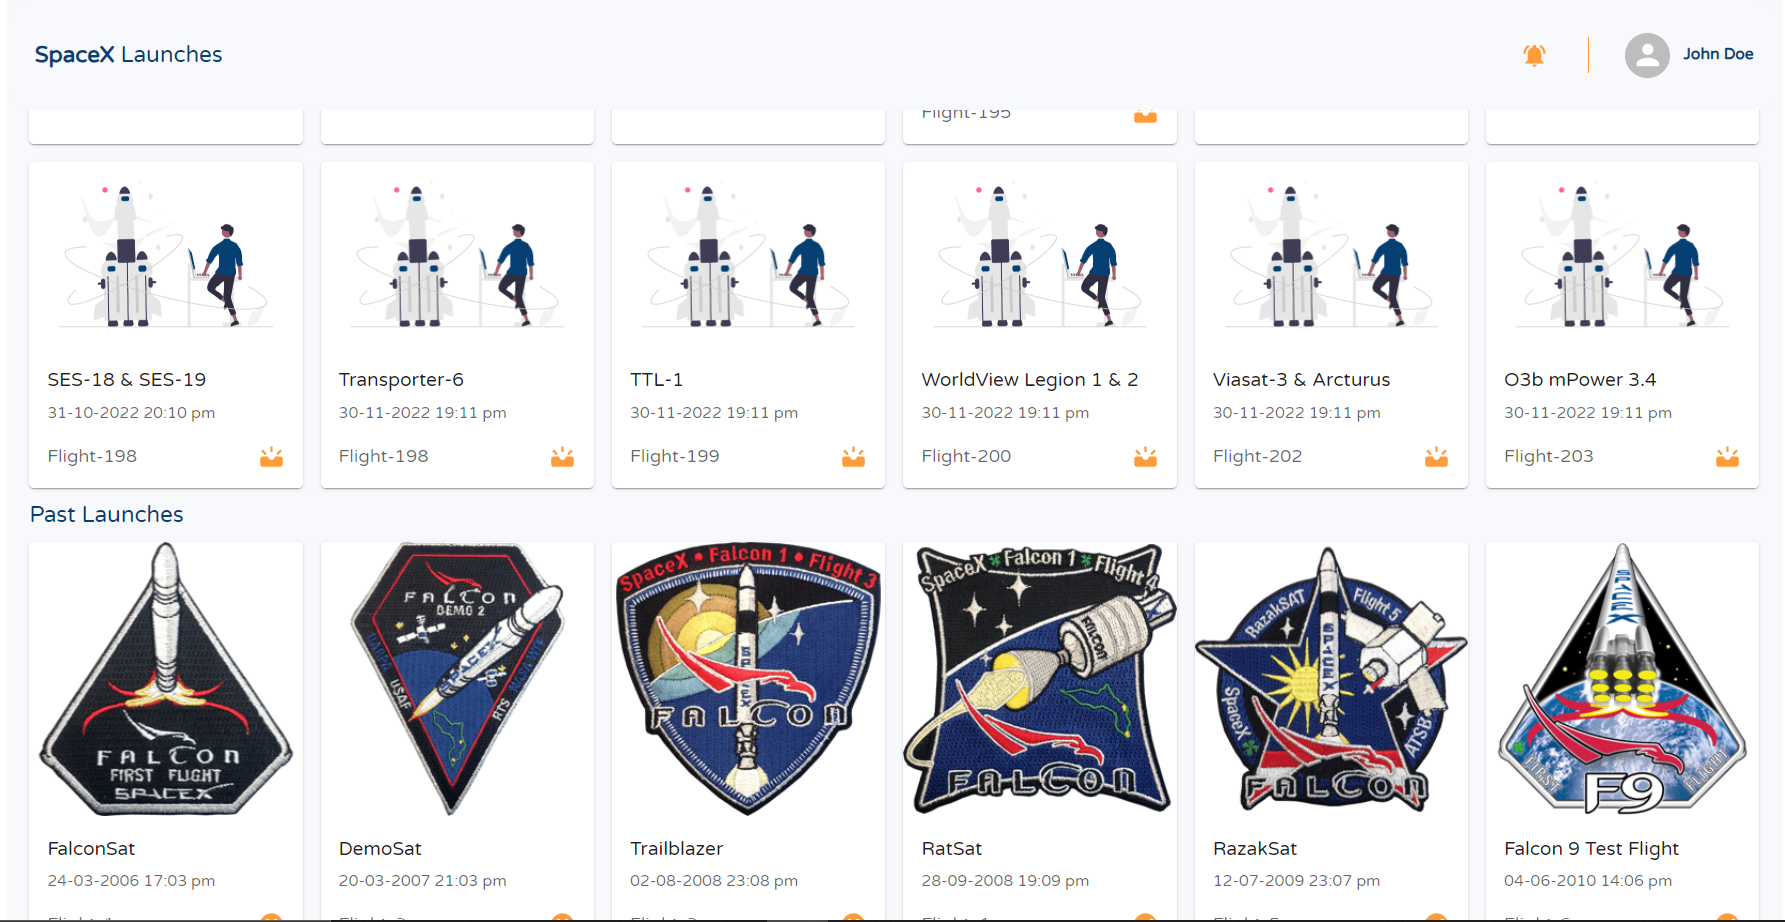 SpaceX Launches
John Doe
Flight-195
SES-18 & SES-19
31-10-2022 20:10 pm
Flight-198
Transporter-6
30-11-2022 19:11 pm
Flight-198
TTL-1
30-11-2022 19:11 pm
Flight-199
WorldView Legion 1 & 2
30-11-2022 19:11 pm
Flight-200
Viasat-3 & Arcturus
30-11-2022 19:11 pm
Flight-202
O3b mPower 3.4
30-11-2022 19:11 pm
Flight-203
Past Launches
FALCON
FIRST FLIGHT
SPACEX
FalconSat
24-03-2006 17:03 pm
FALCON
DEMO 2
SPACEX
DARPA
USAF
RTS
DemoSat
20-03-2007 21:03 pm
SpaceX • Falcon 1 • Flight 3
SPACEX
FALCON
Trailblazer
02-08-2008 23:08 pm
SpaceX Falcon 1 Flight 4
FALCON
FALCON
RatSat
28-09-2008 19:09 pm
RazakSAT Flight 5
SPACEX
SpaceX
ATSB
FALCON
RazakSat
12-07-2009 23:07 pm
SPACEX
FIRST FLIGHT
F9
Falcon 9 Test Flight
04-06-2010 14:06 pm